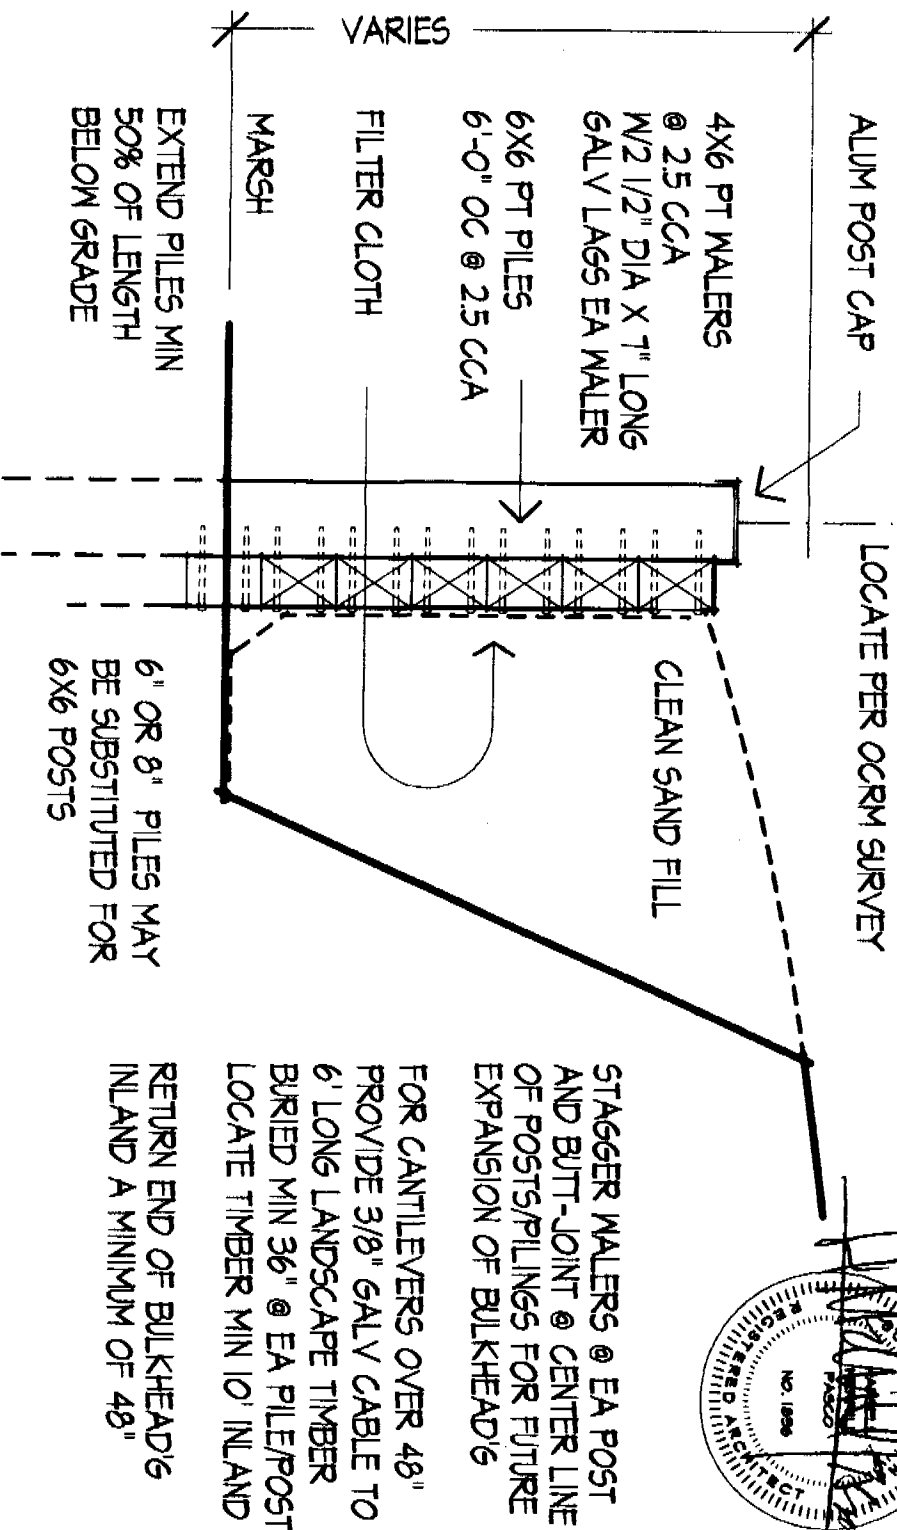 VARIES
ALUM POST CAP
LOCATE PER OCRM SURVEY
4X6 PT WALERS
@ 2.5 CCA
W/2 1/2" DIA X 7" LONG
GALV LAGS EA WALER
6X6 PT PILES
6'-0" OC @ 2.5 CCA
FILTER CLOTH
MARSH
EXTEND PILES MIN
50% OF LENGTH
BELOW GRADE
CLEAN SAND FILL
6" OR 8" PILES MAY
BE SUBSTITUTED FOR
6X6 POSTS
STAGGER WALERS @ EA POST
AND BUTT-JOINT @ CENTER LINE
OF POSTS/PILINGS FOR FUTURE
EXPANSION OF BULKHEAD'G
FOR CANTILEVERS OVER 48"
PROVIDE 3/8" GALV CABLE TO
6' LONG LANDSCAPE TIMBER
BURIED MIN 36" @ EA PILE/POST
LOCATE TIMBER MIN 10' INLAND
RETURN END OF BULKHEAD'G
INLAND A MINIMUM OF 48"
PASCO
NO. 1896
REGISTERED ARCHITECT